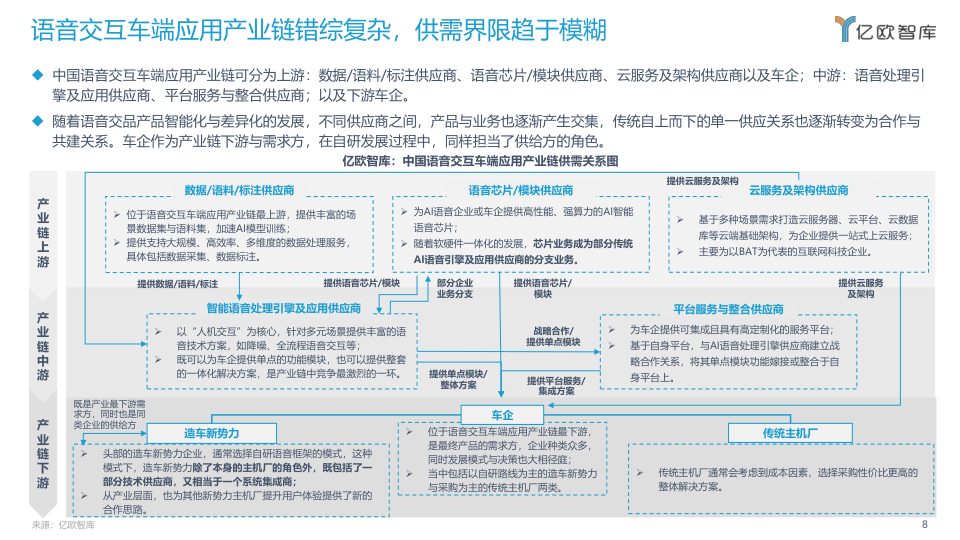 语音交互车端应用产业链错综复杂，供需界限趋于模糊
亿欧智库
◆ 中国语音交互车端应用产业链可分为上游：数据/语料/标注供应商、语音芯片/模块供应商、云服务及架构供应商以及车企；中游：语音处理引
擎及应用供应商、平台服务与整合供应商；以及下游车企。
◆ 随着语音交品产品智能化与差异化的发展，不同供应商之间，产品与业务也逐渐产生交集，传统自上而下的单一供应关系也逐渐转变为合作与
共建关系。车企作为产业链下游与需求方，在自研发展过程中，同样担当了供给方的角色。
亿欧智库：中国语音交互车端应用产业链供需关系图
产业链上游
数据/语料/标注供应商
➢ 位于语音交互车端应用产业链最上游，提供丰富的场
景数据集与语料集，加速AI模型训练；
➢ 提供支持大规模、高效率、多维度的数据处理服务，
具体包括数据采集、数据标注。
语音芯片/模块供应商
➢ 为AI语音企业或车企提供高性能、强算力的AI智能
语音芯片；
➢ 随着软硬件一体化的发展，芯片业务成为部分传统
AI语音引擎及应用供应商的分支业务。
提供云服务及架构
云服务及架构供应商
➢ 基于多种场景需求打造云服务器、云平台、云数据
库等云端基础架构，为企业提供一站式上云服务；
➢ 主要为以BAT为代表的互联网科技企业。
提供数据/语料/标注
提供语音芯片/模块
部分企业
业务分支
提供语音芯片/
模块
提供云服务
及架构
产业链中游
智能语音处理引擎及应用供应商
➢ 以“人机交互”为核心，针对多元场景提供丰富的语
音技术方案，如降噪、全流程语音交互等；
➢ 既可以为车企提供单点的功能模块，也可以提供整套
的一体化解决方案，是产业链中竞争最激烈的一环。
战略合作/
提供单点模块
平台服务与整合供应商
➢ 为车企提供可集成且具有高定制化的服务平台；
➢ 基于自身平台，与AI语音处理引擎供应商建立战
略合作关系，将其单点模块功能嫁接或整合于自
身平台上。
提供单点模块/
整体方案
提供平台服务/
集成方案
产业链下游
既是产业最下游需
求方，同时也是同
类企业的供给方
造车新势力
➢ 头部的造车新势力企业，通常选择自研语音框架的模式，这种
模式下，造车新势力除了本身的主机厂的角色外，既包括了一
部分技术供应商，又相当于一个系统集成商；
➢ 从产业层面，也为其他新势力主机厂提升用户体验提供了新的
合作思路。
车企
➢ 位于语音交互车端应用产业链最下游，
是最终产品的需求方，企业种类众多，
同时发展模式与决策也大相径庭；
➢ 当中包括以自研路线为主的造车新势力
与采购为主的传统主机厂两类。
传统主机厂
➢ 传统主机厂通常会考虑到成本因素，选择采购性价比更高的
整体解决方案。
来源：亿欧智库
8